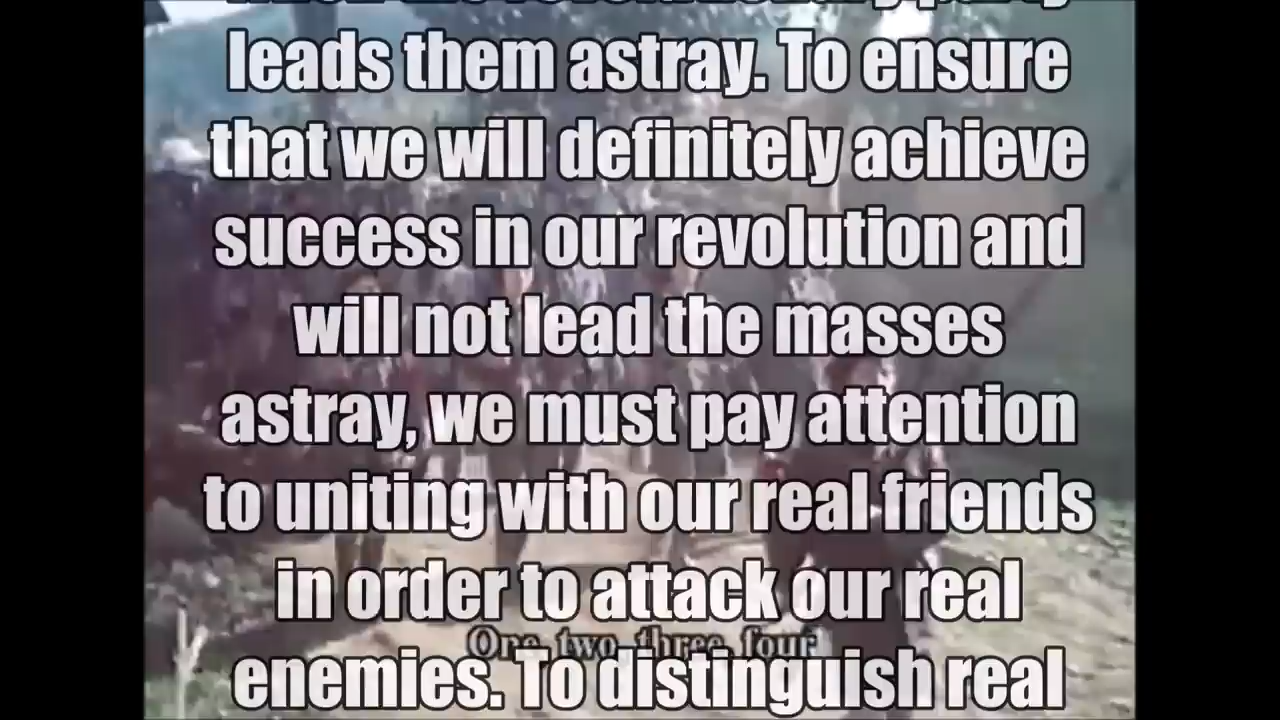 leads them astray. To ensure
that we will definitely achieve
success in our revolution and
will not lead the masses
astray, we must pay attention
to uniting with our real friends
in order to attack our real
One, two, three, four
enemies. To distinguish real